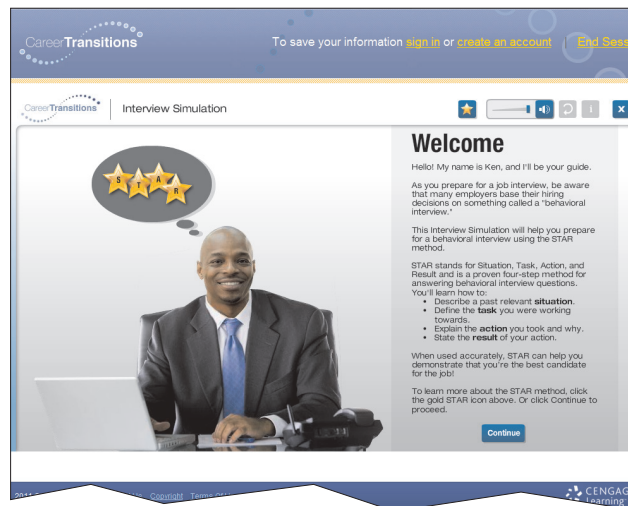 CareerTransitions
To save your information sign in or create an account | End Sess
CareerTransitions
Interview Simulation
S T A R
Welcome
Hello! My name is Ken, and I'll be your guide.
As you prepare for a job interview, be aware
that many employers base their hiring
decisions on something called a "behavioral
interview."
This Interview Simulation will help you prepare
for a behavioral interview using the STAR
method.
STAR stands for Situation, Task, Action, and
Result and is a proven four-step method for
answering behavioral interview questions.
You'll learn how to:
• Describe a past relevant situation.
• Define the task you were working
towards.
• Explain the action you took and why.
• State the result of your action.
When used accurately, STAR can help you
demonstrate that you're the best candidate
for the job!
To learn more about the STAR method, click
the gold STAR icon above. Or click Continue to
proceed.
Continue
Copyright Terms
CENGAG
Learning